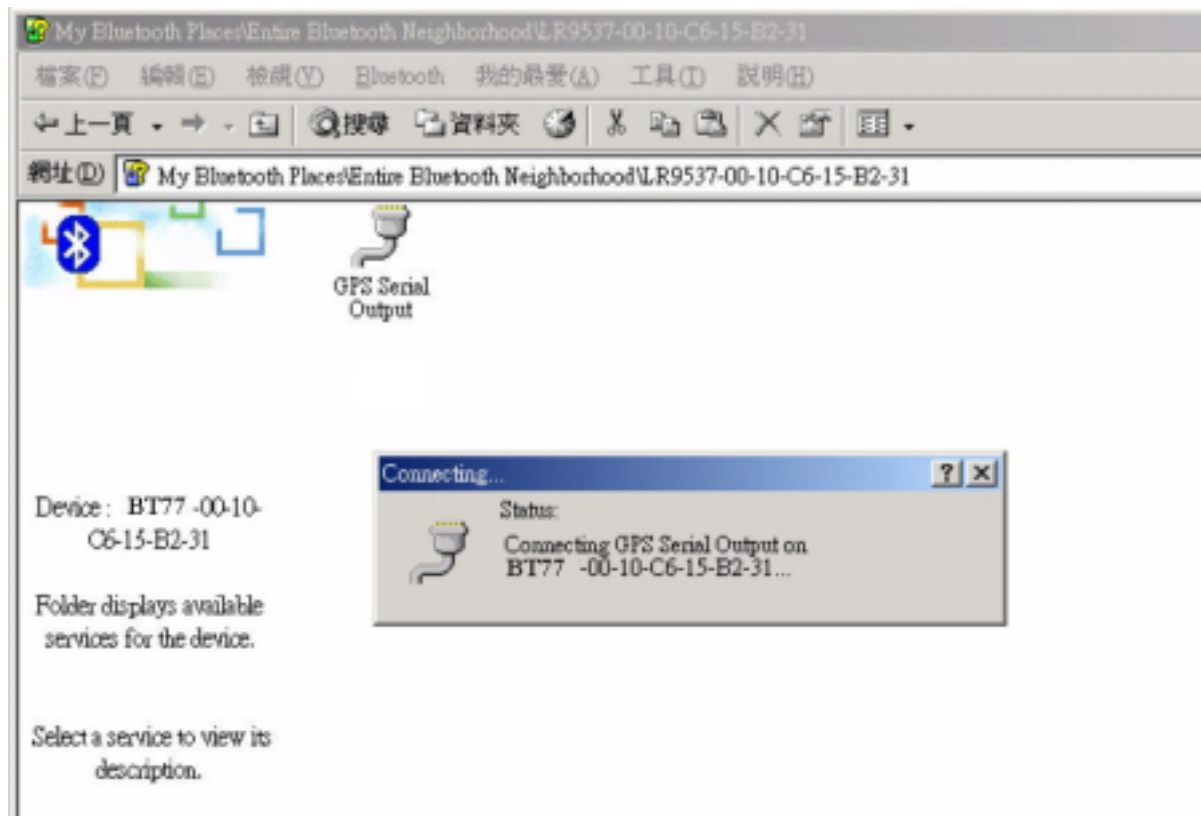 My Bluetooth Places\Entire Bluetooth Neighborhood\LR9537-00-10-C6-15-B2-31
檔案(F) 編輯(E) 檢視(V) Bluetooth 我的最愛(A) 工具(T) 說明(H)
上一頁 搜尋 資料夾
網址(D) My Bluetooth Places\Entire Bluetooth Neighborhood\LR9537-00-10-C6-15-B2-31
GPS Serial
Output
Connecting...
Status:
Connecting GPS Serial Output on
BT77 -00-10-C6-15-B2-31...
Device : BT77 -00-10-
C6-15-B2-31
Folder displays available
services for the device.
Select a service to view its
description.